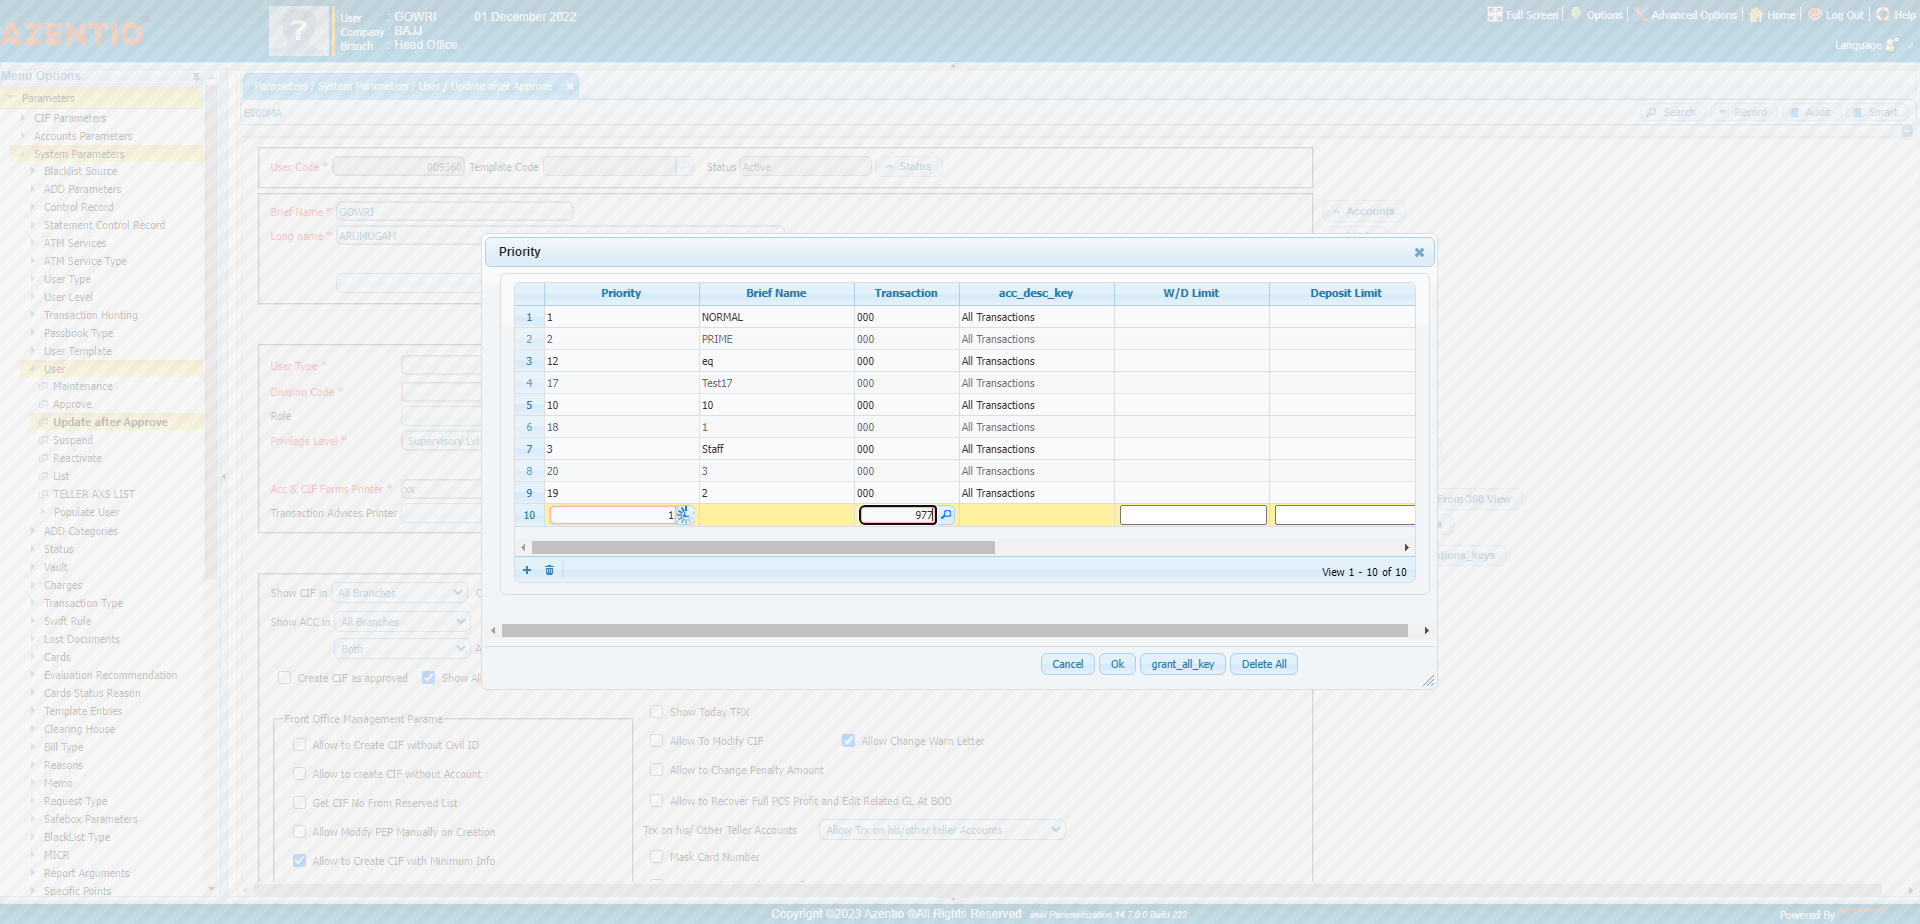 AZENTIO
User : GOWRI 01 December 2022
Company : BAJJ
Branch : Head Office
Full Screen Options Advanced Options Home Log Out Help
Language
Menu Options
Parameters
CIF Parameters
Accounts Parameters
System Parameters
Blacklist Source
ADD Parameters
Control Record
Statement Control Record
ATM Services
ATM Service Type
User Type
User Level
Transaction Hunting
Passbook Type
User Template
User
Maintenance
Approve
Update after Approve
Suspend
Reactivate
List
TELLER AXS LIST
Populate User
ADD Categories
Status
Vault
Charges
Transaction Type
Swift Rule
Lost Documents
Cards
Evaluation Recommendation
Cards Status Reason
Template Entries
Clearing House
Bill Type
Reasons
Memo
Request Type
Safebox Parameters
BlackList Type
MICR
Report Arguments
Specific Points
Parameters / System Parameters / User / Update after Approve
E000MA
Search Record Audit Smart
User Code * 009360 Template Code Status Active Status
Brief Name * GOWRI
Accounts
Long name * ARUMUGAM
User Type *
Division Code *
Role
Privilege Level * Supervisory Lvl
Acc & CIF Forms Printer * xx
Transaction Advices Printer
From 360 View
tions_keys
Priority
Priority Brief Name Transaction acc_desc_key W/D Limit Deposit Limit
1 1 NORMAL 000 All Transactions
2 2 PRIME 000 All Transactions
3 12 eq 000 All Transactions
4 17 Test17 000 All Transactions
5 10 10 000 All Transactions
6 18 1 000 All Transactions
7 3 Staff 000 All Transactions
8 20 3 000 All Transactions
9 19 2 000 All Transactions
10 1 977
View 1 - 10 of 10
Cancel Ok grant_all_key Delete All
Show CIF in All Branches
Show ACC in All Branches
Both
Create CIF as approved Show All
Front Office Management Parame
Allow to Create CIF without Civil ID
Allow to create CIF without Account
Get CIF No From Reserved List
Allow Modify PEP Manually on Creation
Allow to Create CIF with Minimum Info
Show Today TRX
Allow To Modify CIF Allow Change Warn Letter
Allow to Change Penalty Amount
Allow to Recover Full PCS Profit and Edit Related GL At BOD
Trx on his/ Other Teller Accounts Allow Trx on his/other teller Accounts
Mask Card Number
Copyright ©2023 Azentio ®All Rights Reserved imal Parametrization 14.7.0.0 Build 222
Powered By